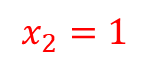 x₂ = 1